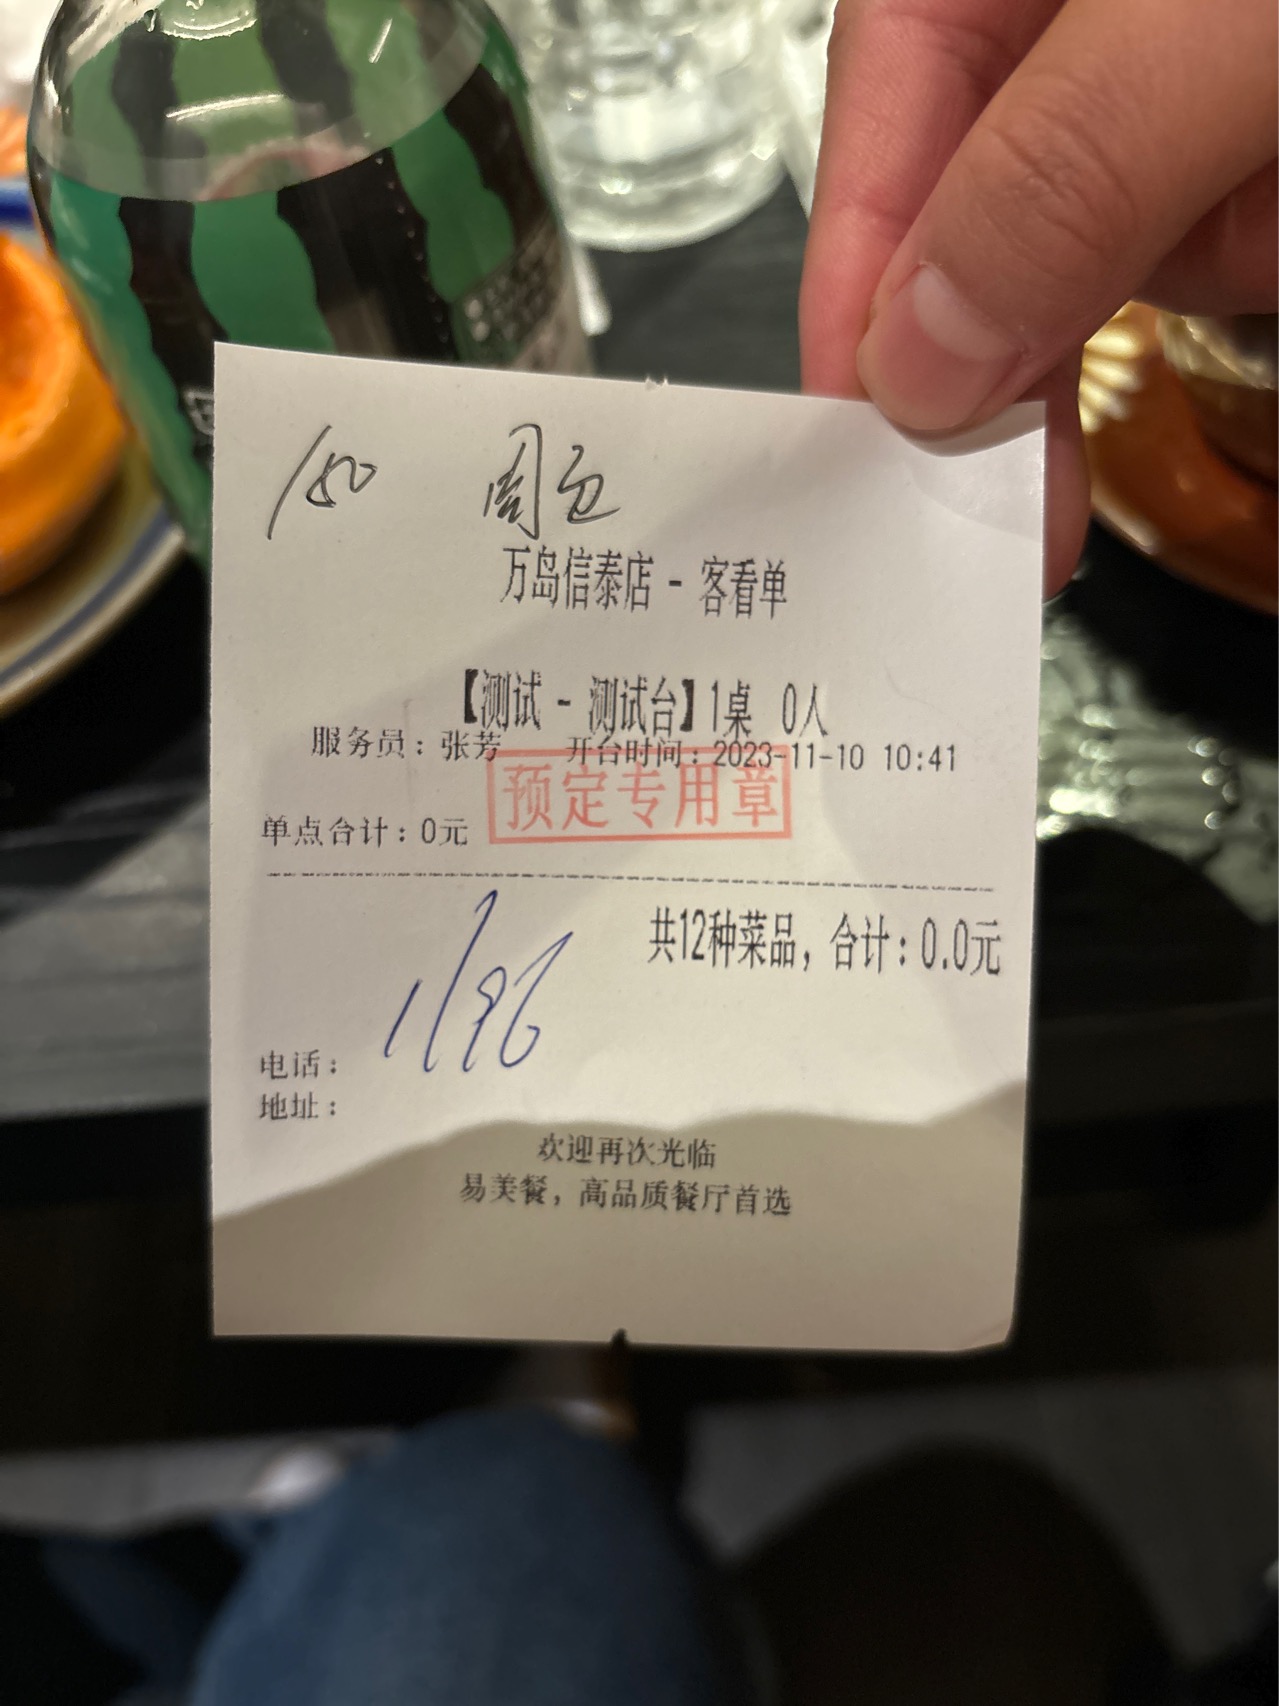 周
万岛信泰店 - 客看单
【测试 - 测试台】1桌 0人
服务员：张芳 开台时间：2023-11-10 10:41
预定专用章
单点合计：0元
共12种菜品，合计：0.0元
1196
电话：
地址：
欢迎再次光临
易美餐，高品质餐厅首选